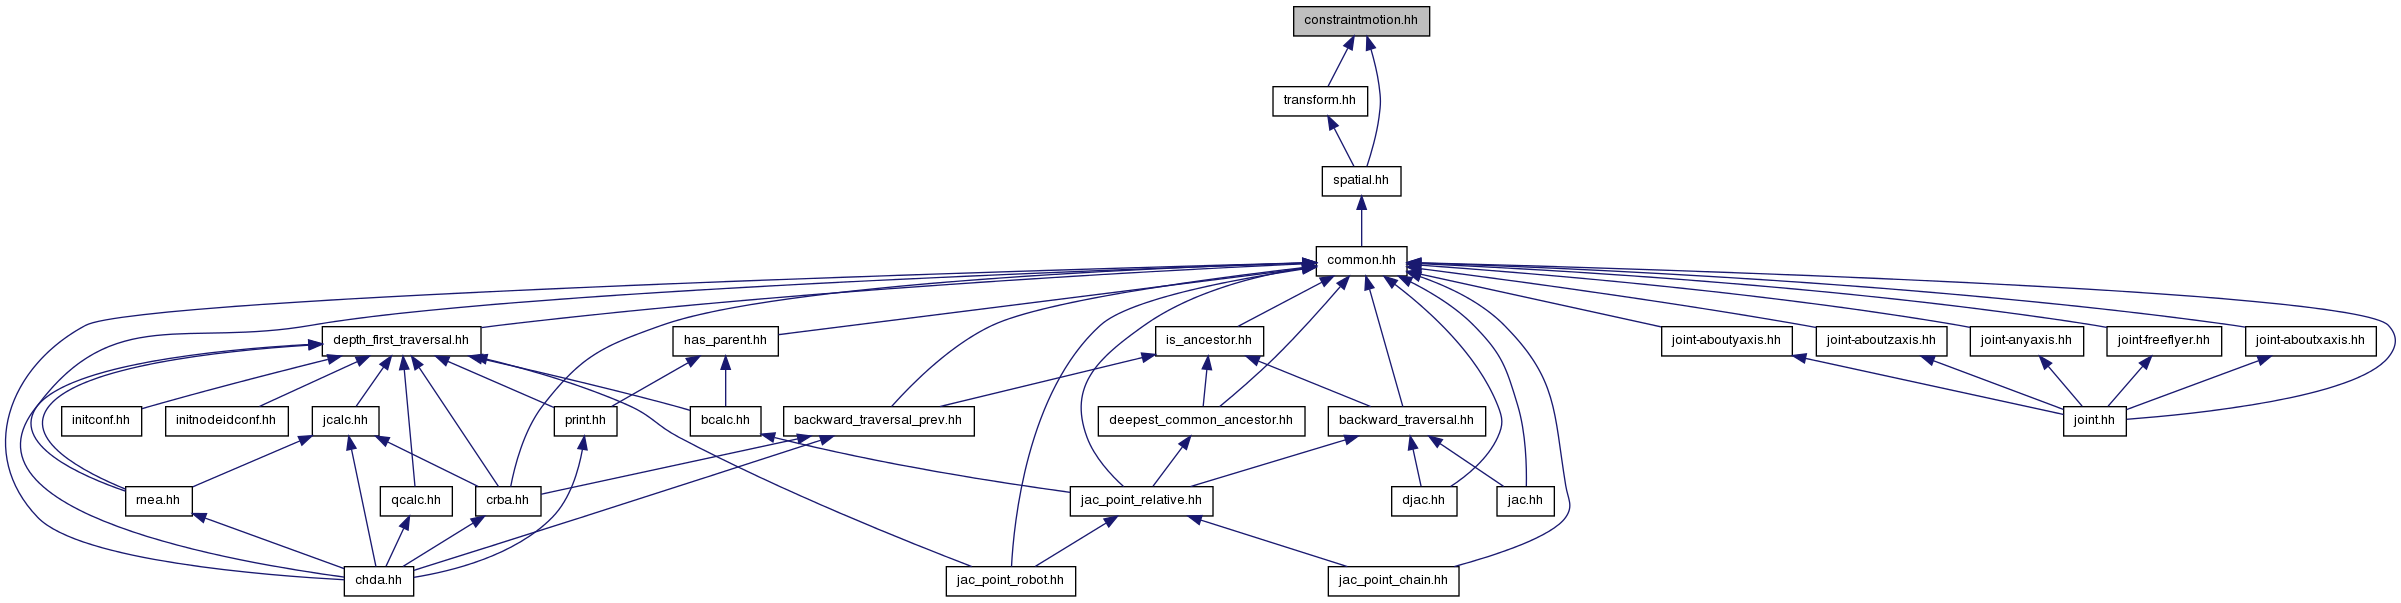 constraintmotion.hh
transform.hh
spatial.hh
common.hh
depth_first_traversal.hh
has_parent.hh
is_ancestor.hh
joint-aboutyaxis.hh
joint-aboutzaxis.hh
joint-anyaxis.hh
joint-freeflyer.hh
joint-aboutxaxis.hh
initconf.hh
initnodeidconf.hh
jcalc.hh
print.hh
bcalc.hh
backward_traversal_prev.hh
deepest_common_ancestor.hh
backward_traversal.hh
joint.hh
rnea.hh
qcalc.hh
crba.hh
jac_point_relative.hh
djac.hh
jac.hh
chda.hh
jac_point_robot.hh
jac_point_chain.hh